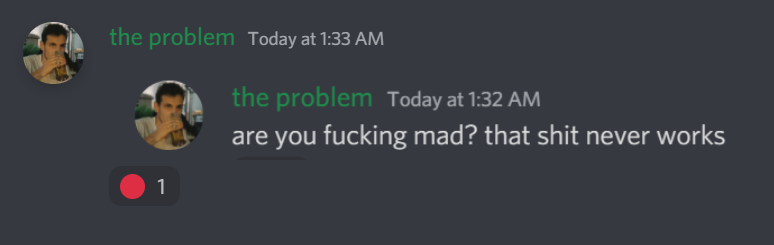 the problem Today at 1:33 AM
the problem Today at 1:32 AM
are you fucking mad? that shit never works
1